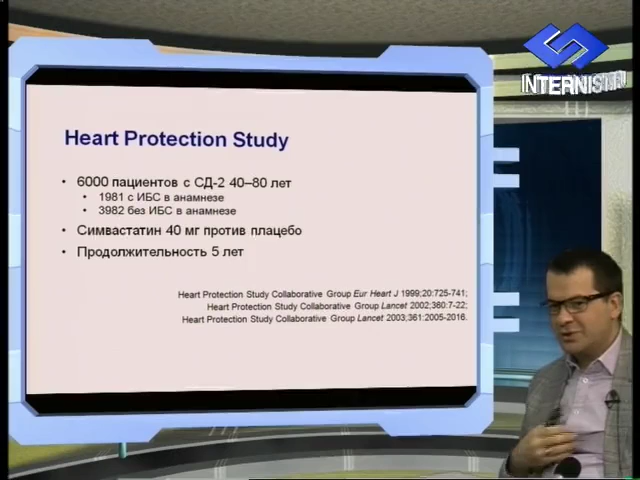 INTERNIST.RU
Heart Protection Study
• 6000 пациентов с СД-2 40–80 лет
• 1981 с ИБС в анамнезе
• 3982 без ИБС в анамнезе
• Симвастатин 40 мг против плацебо
• Продолжительность 5 лет
Heart Protection Study Collaborative Group Eur Heart J 1999;20:725-741;
Heart Protection Study Collaborative Group Lancet 2002;360:7-22;
Heart Protection Study Collaborative Group Lancet 2003;361:2005-2016.